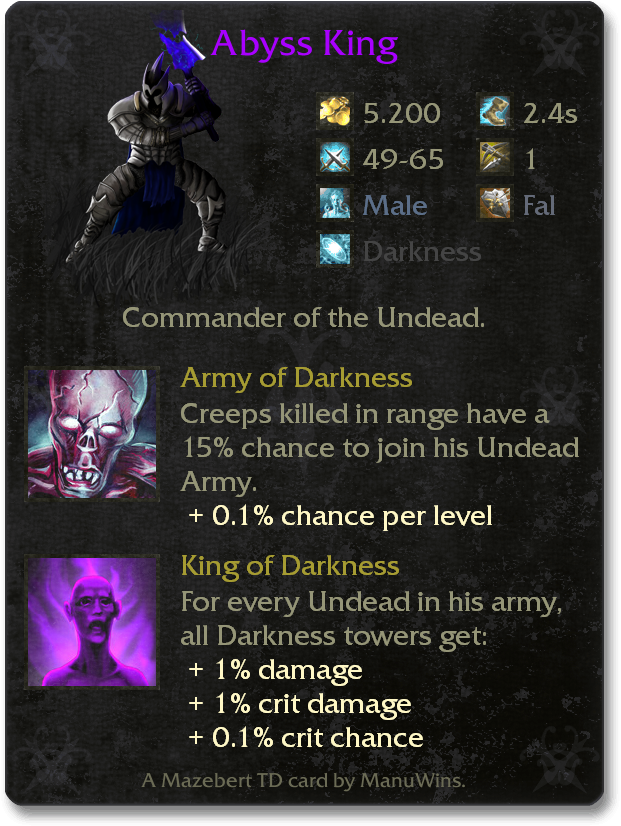 Abyss King
5.200 2.4s
49-65 1
Male Fal
Darkness
Commander of the Undead.
Army of Darkness
Creeps killed in range have a
15% chance to join his Undead
Army.
+ 0.1% chance per level
King of Darkness
For every Undead in his army,
all Darkness towers get:
+ 1% damage
+ 1% crit damage
+ 0.1% crit chance
A Mazebert TD card by ManuWins.